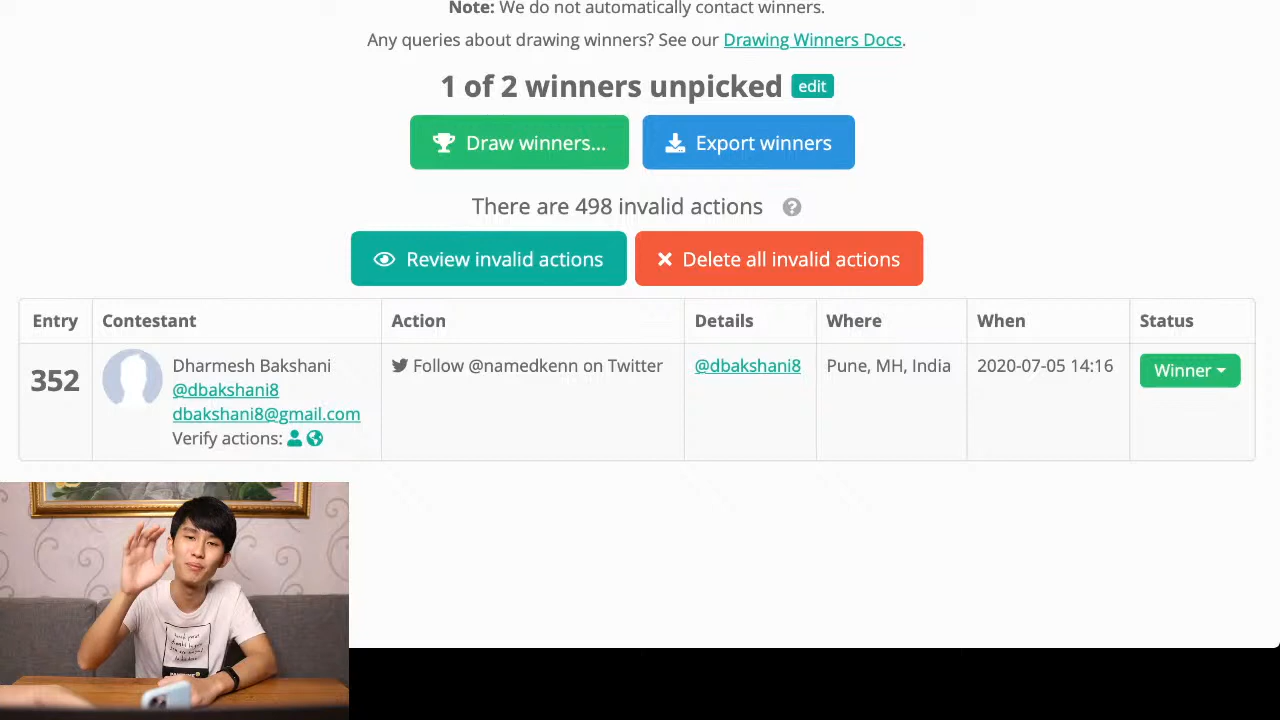 Note: We do not automatically contact winners.
Any queries about drawing winners? See our Drawing Winners Docs.
1 of 2 winners unpicked edit
Draw winners... Export winners
There are 498 invalid actions ?
Review invalid actions Delete all invalid actions
Entry Contestant Action Details Where When Status
352 Dharmesh Bakshani Follow @namedkenn on Twitter @dbakshani8 Pune, MH, India 2020-07-05 14:16 Winner
@dbakshani8
dbakshani8@gmail.com
Verify actions: